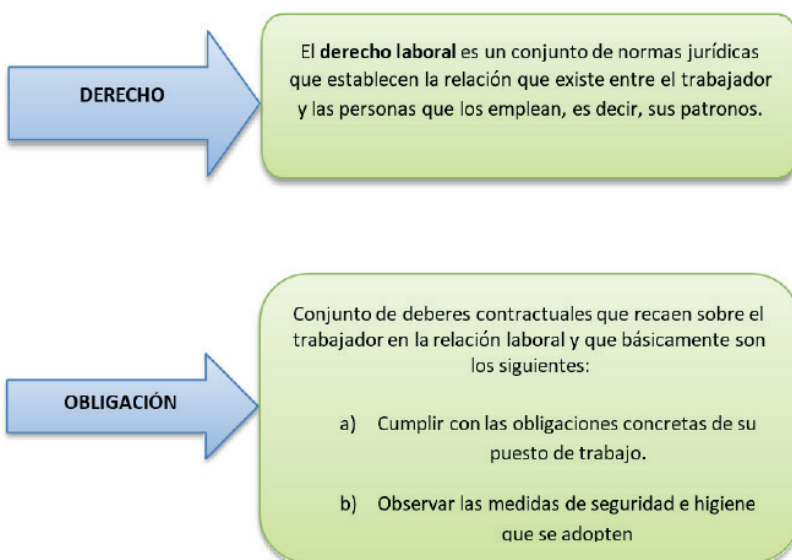 DERECHO
El derecho laboral es un conjunto de normas jurídicas
que establecen la relación que existe entre el trabajador
y las personas que los emplean, es decir, sus patronos.
OBLIGACIÓN
Conjunto de deberes contractuales que recaen sobre el
trabajador en la relación laboral y que básicamente son
los siguientes:
a) Cumplir con las obligaciones concretas de su
puesto de trabajo.
b) Observar las medidas de seguridad e higiene
que se adopten